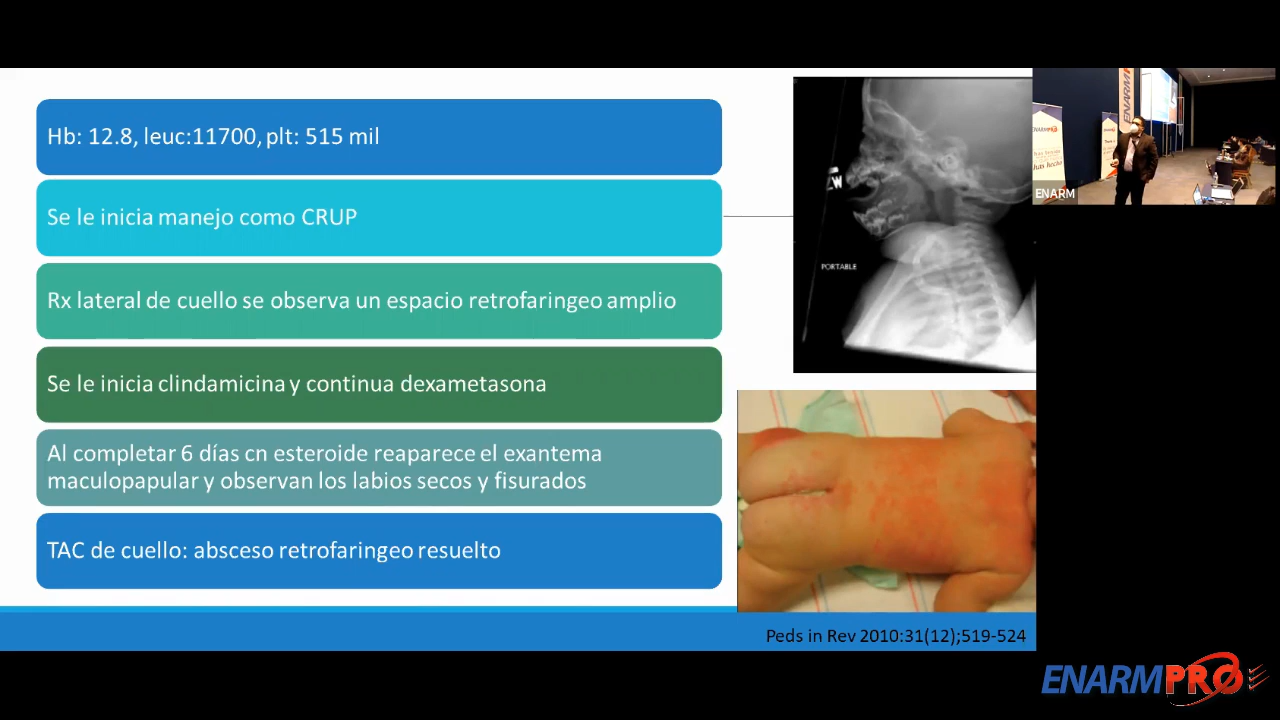 Hb: 12.8, leuc:11700, plt: 515 mil
Se le inicia manejo como CRUP
Rx lateral de cuello se observa un espacio retrofaringeo amplio
Se le inicia clindamicina y continua dexametasona
Al completar 6 días cn esteroide reaparece el exantema
maculopapular y observan los labios secos y fisurados
TAC de cuello: absceso retrofaringeo resuelto
PORTABLE
Peds in Rev 2010:31(12);519-524
ENARM
ENARMPRO
ENARMPRO